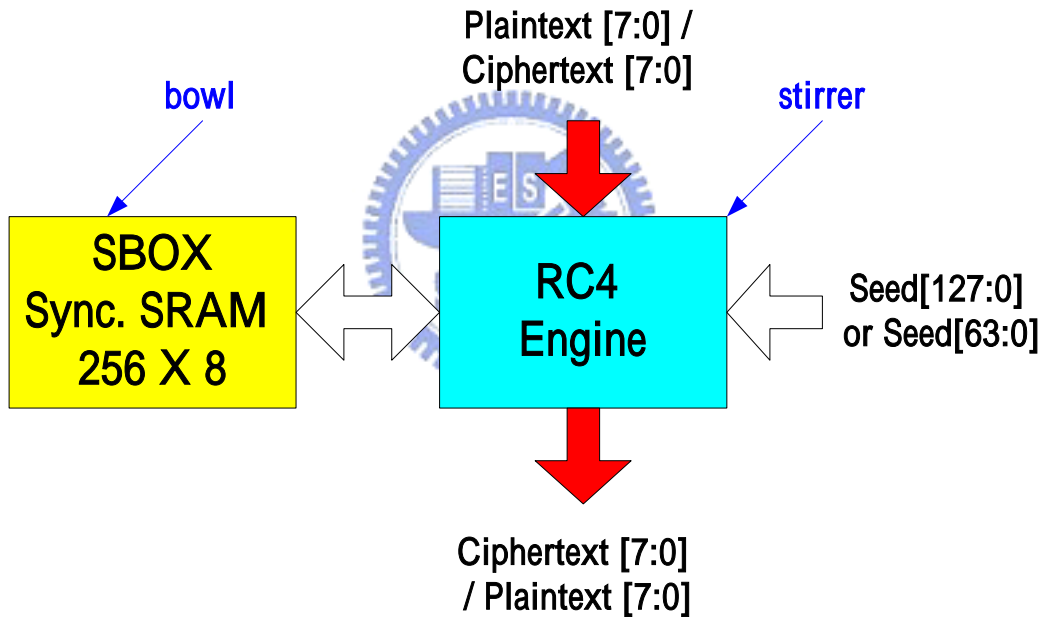 Plaintext [7:0] /
Ciphertext [7:0]
bowl
stirrer
ES
SBOX
Sync. SRAM
256 X 8
RC4
Engine
Seed[127:0]
or Seed[63:0]
Ciphertext [7:0]
/ Plaintext [7:0]